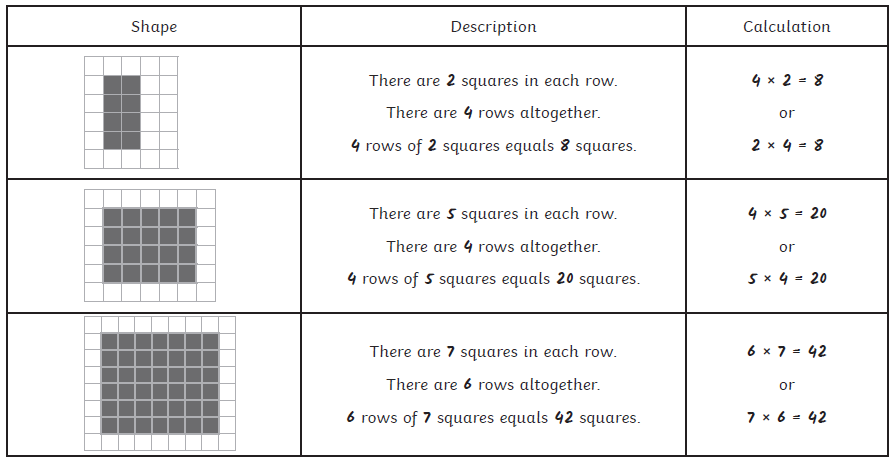 Shape
Description
Calculation
There are 2 squares in each row.
There are 4 rows altogether.
4 rows of 2 squares equals 8 squares.
4 × 2 = 8
or
2 × 4 = 8
There are 5 squares in each row.
There are 4 rows altogether.
4 rows of 5 squares equals 20 squares.
4 × 5 = 20
or
5 × 4 = 20
There are 7 squares in each row.
There are 6 rows altogether.
6 rows of 7 squares equals 42 squares.
6 × 7 = 42
or
7 × 6 = 42